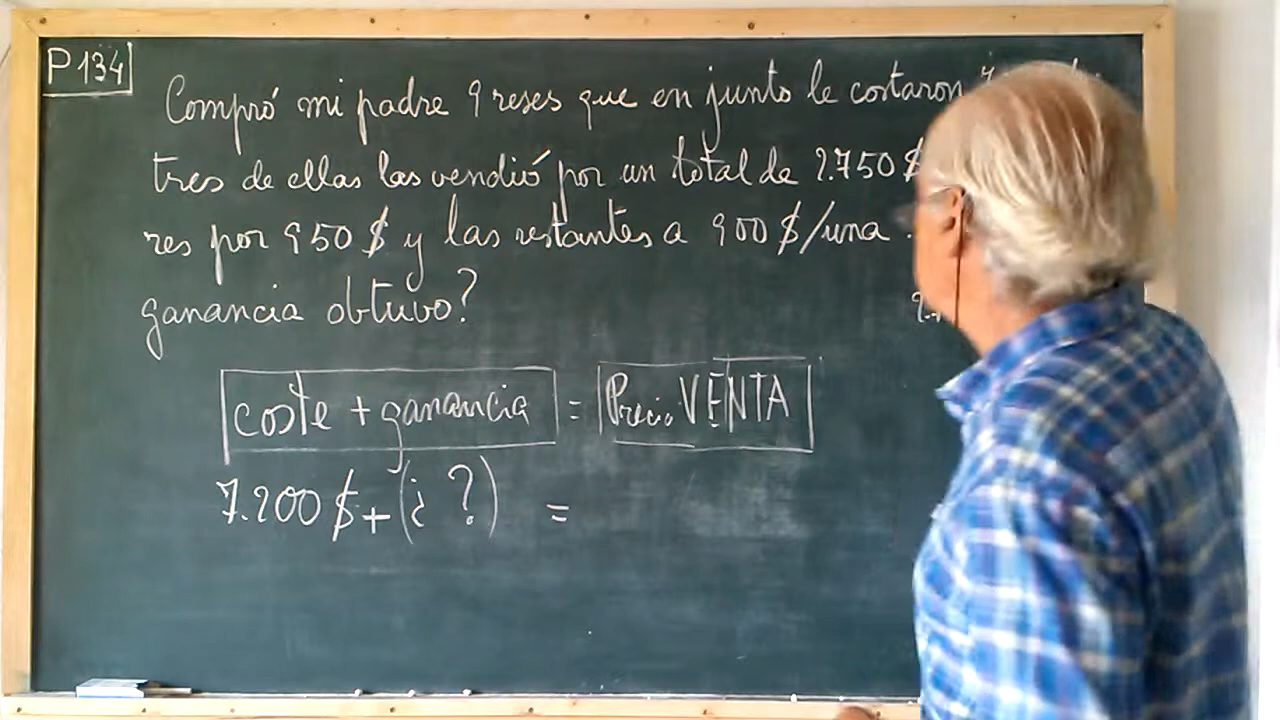 P 134
Compró mi padre 9 reses que en junto le costaron
tres de ellas las vendió por un total de 2.750 $
res por 950 $ y las restantes a 900 $/una
ganancia obtuvo?
coste + ganancia = Precio VENTA
7.200 $ + (¿ ?) =